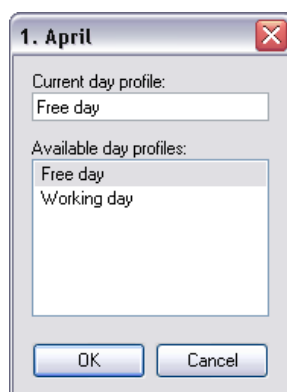 1. April
Current day profile:
Free day
Available day profiles:
Free day
Working day
OK
Cancel